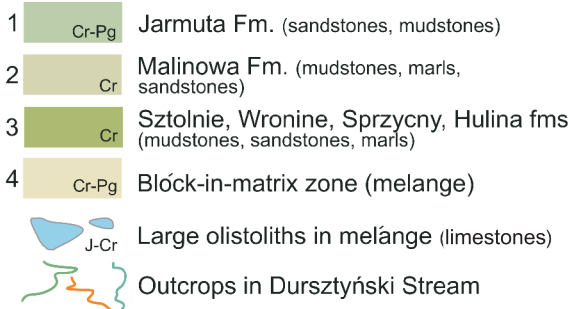 1 Cr-Pg Jarmuta Fm. (sandstones, mudstones)
2 Cr Malinowa Fm. (mudstones, marls,
sandstones)
3 Cr Sztolnie, Wronine, Sprzycny, Hulina fms
(mudstones, sandstones, marls)
4 Cr-Pg Block-in-matrix zone (melange)
J-Cr Large olistoliths in melange (limestones)
Outcrops in Dursztyński Stream